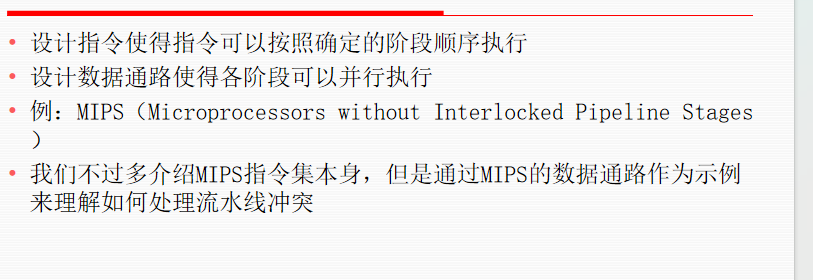 • 设计指令使得指令可以按照确定的阶段顺序执行
• 设计数据通路使得各阶段可以并行执行
• 例：MIPS（Microprocessors without Interlocked Pipeline Stages
）
• 我们不过多介绍MIPS指令集本身，但是通过MIPS的数据通路作为示例
来理解如何处理流水线冲突